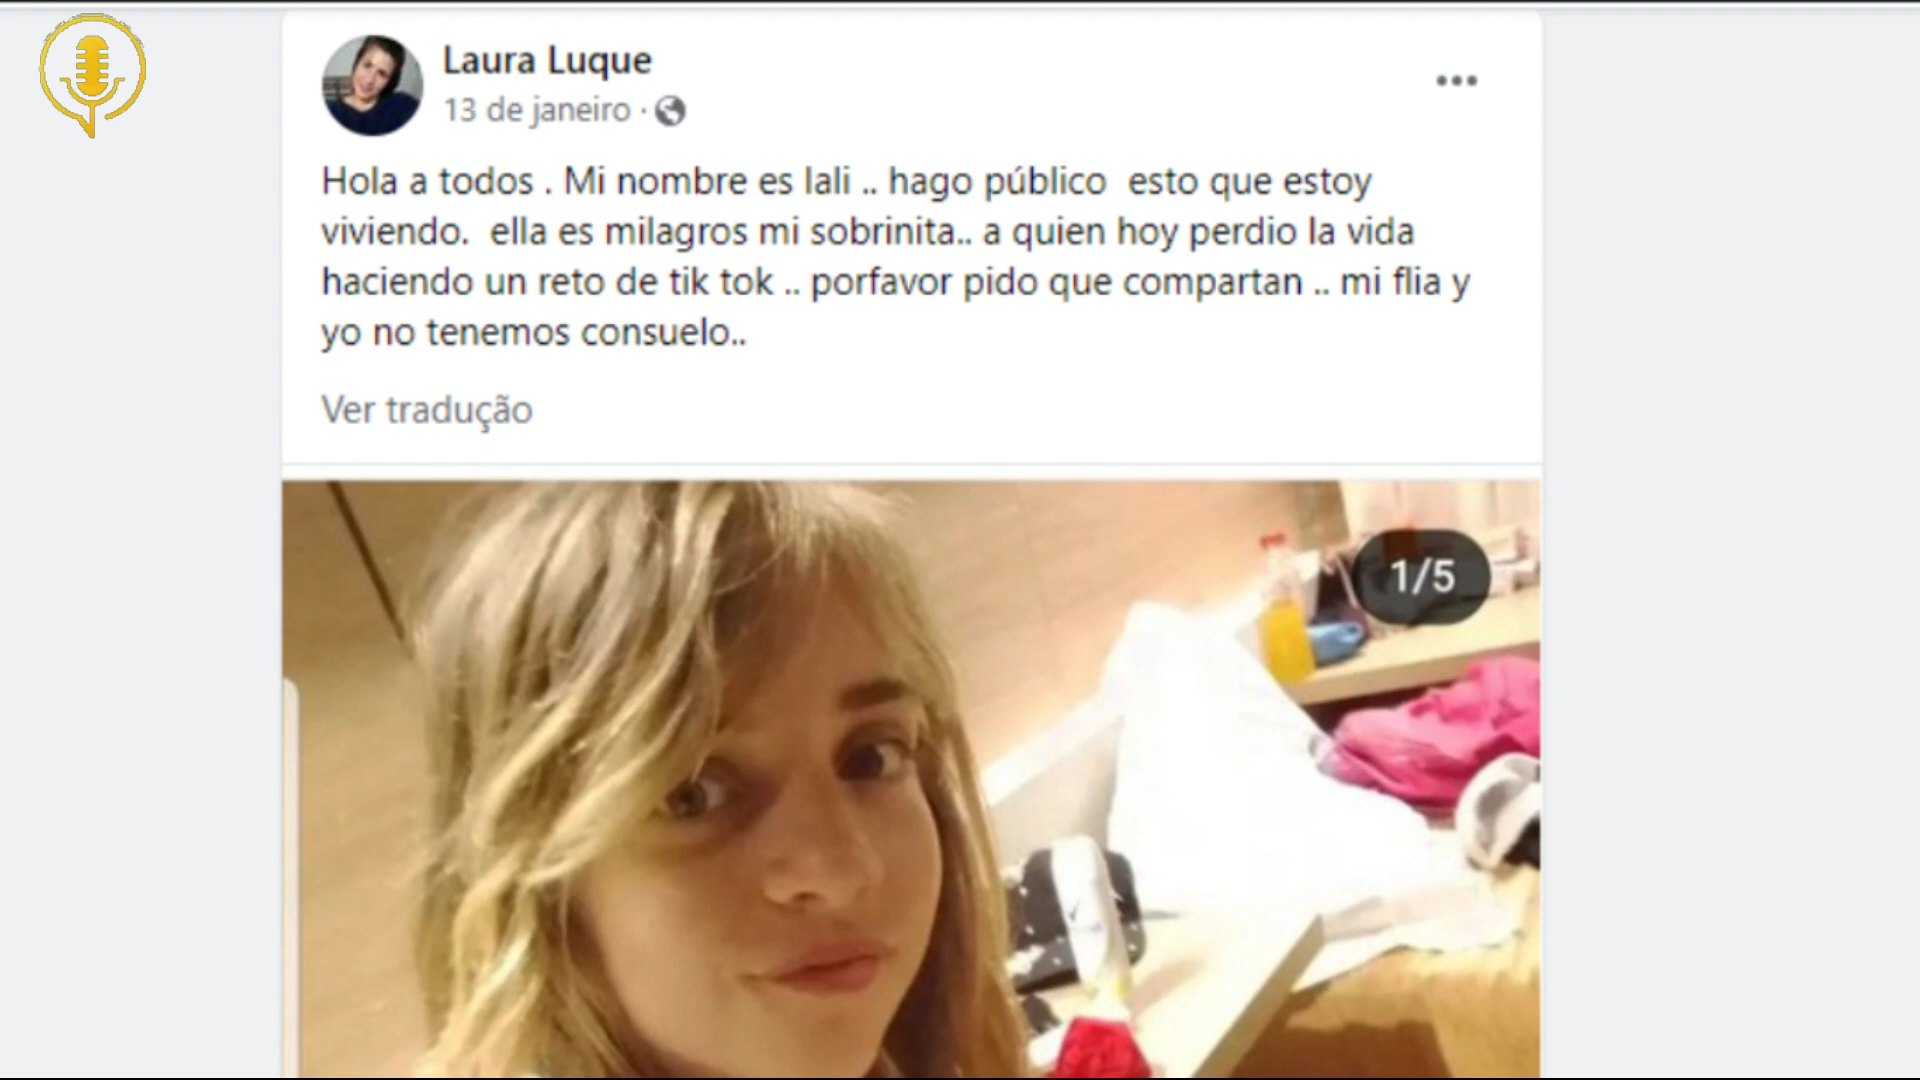 Laura Luque
13 de janeiro ·
Hola a todos . Mi nombre es lali .. hago público esto que estoy
viviendo. ella es milagros mi sobrinita.. a quien hoy perdio la vida
haciendo un reto de tik tok .. porfavor pido que compartan .. mi flia y
yo no tenemos consuelo..
Ver tradução
1/5